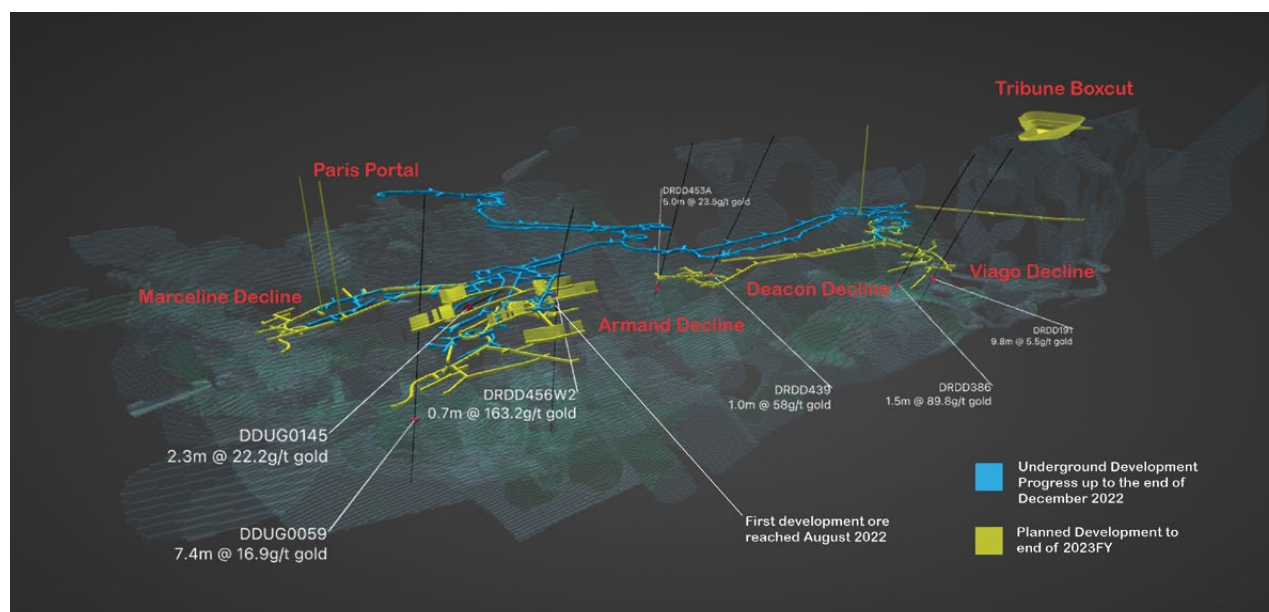 Tribune Boxcut
Paris Portal
DRDD453A
5.0m @ 23.5g/t gold
Marceline Decline
Armand Decline
Deacon Decline
Viago Decline
DRDD191
9.8m @ 5.5g/t gold
DRDD456W2
0.7m @ 163.2g/t gold
DRDD439
1.0m @ 58g/t gold
DRDD386
1.5m @ 89.8g/t gold
DDUG0145
2.3m @ 22.2g/t gold
DDUG0059
7.4m @ 16.9g/t gold
First development ore
reached August 2022
Underground Development
Progress up to the end of
December 2022
Planned Development to
end of 2023FY